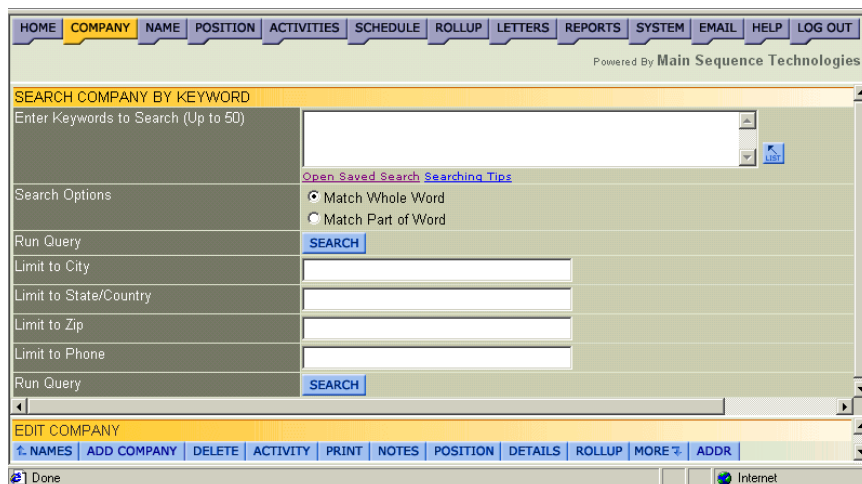 HOME COMPANY NAME POSITION ACTIVITIES SCHEDULE ROLLUP LETTERS REPORTS SYSTEM EMAIL HELP LOG OUT
Powered By Main Sequence Technologies
SEARCH COMPANY BY KEYWORD
Enter Keywords to Search (Up to 50)
LIST
Open Saved Search Searching Tips
Search Options
Match Whole Word
Match Part of Word
Run Query SEARCH
Limit to City
Limit to State/Country
Limit to Zip
Limit to Phone
Run Query SEARCH
EDIT COMPANY
NAMES ADD COMPANY DELETE ACTIVITY PRINT NOTES POSITION DETAILS ROLLUP MORE ADDR
Done Internet